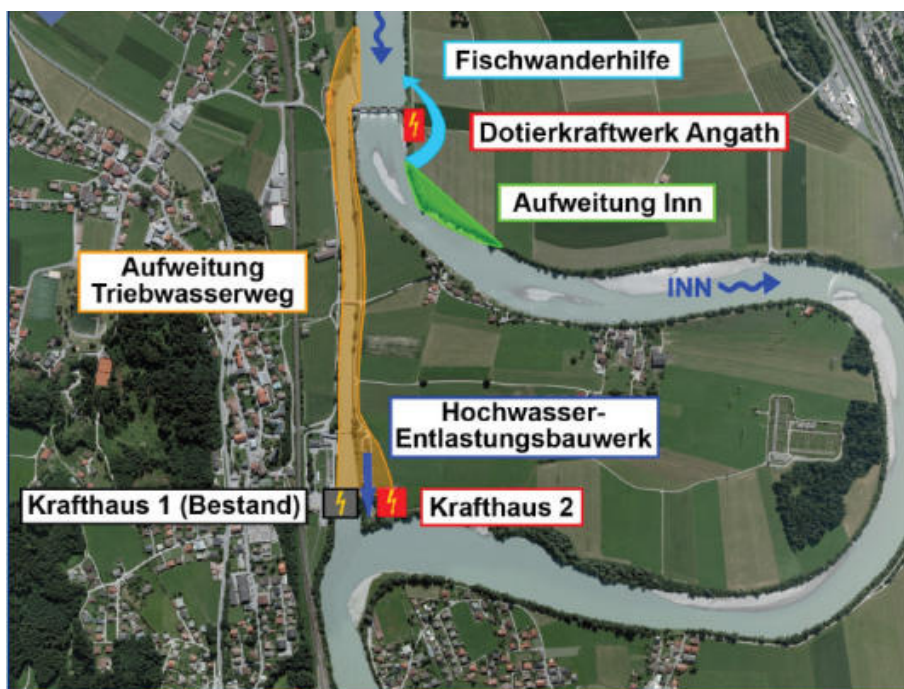 Fischwanderhilfe
Dotierkraftwerk Angath
Aufweitung Inn
Aufweitung
Triebwasserweg
INN
Hochwasser-
Entlastungsbauwerk
Krafthaus 1 (Bestand)
Krafthaus 2